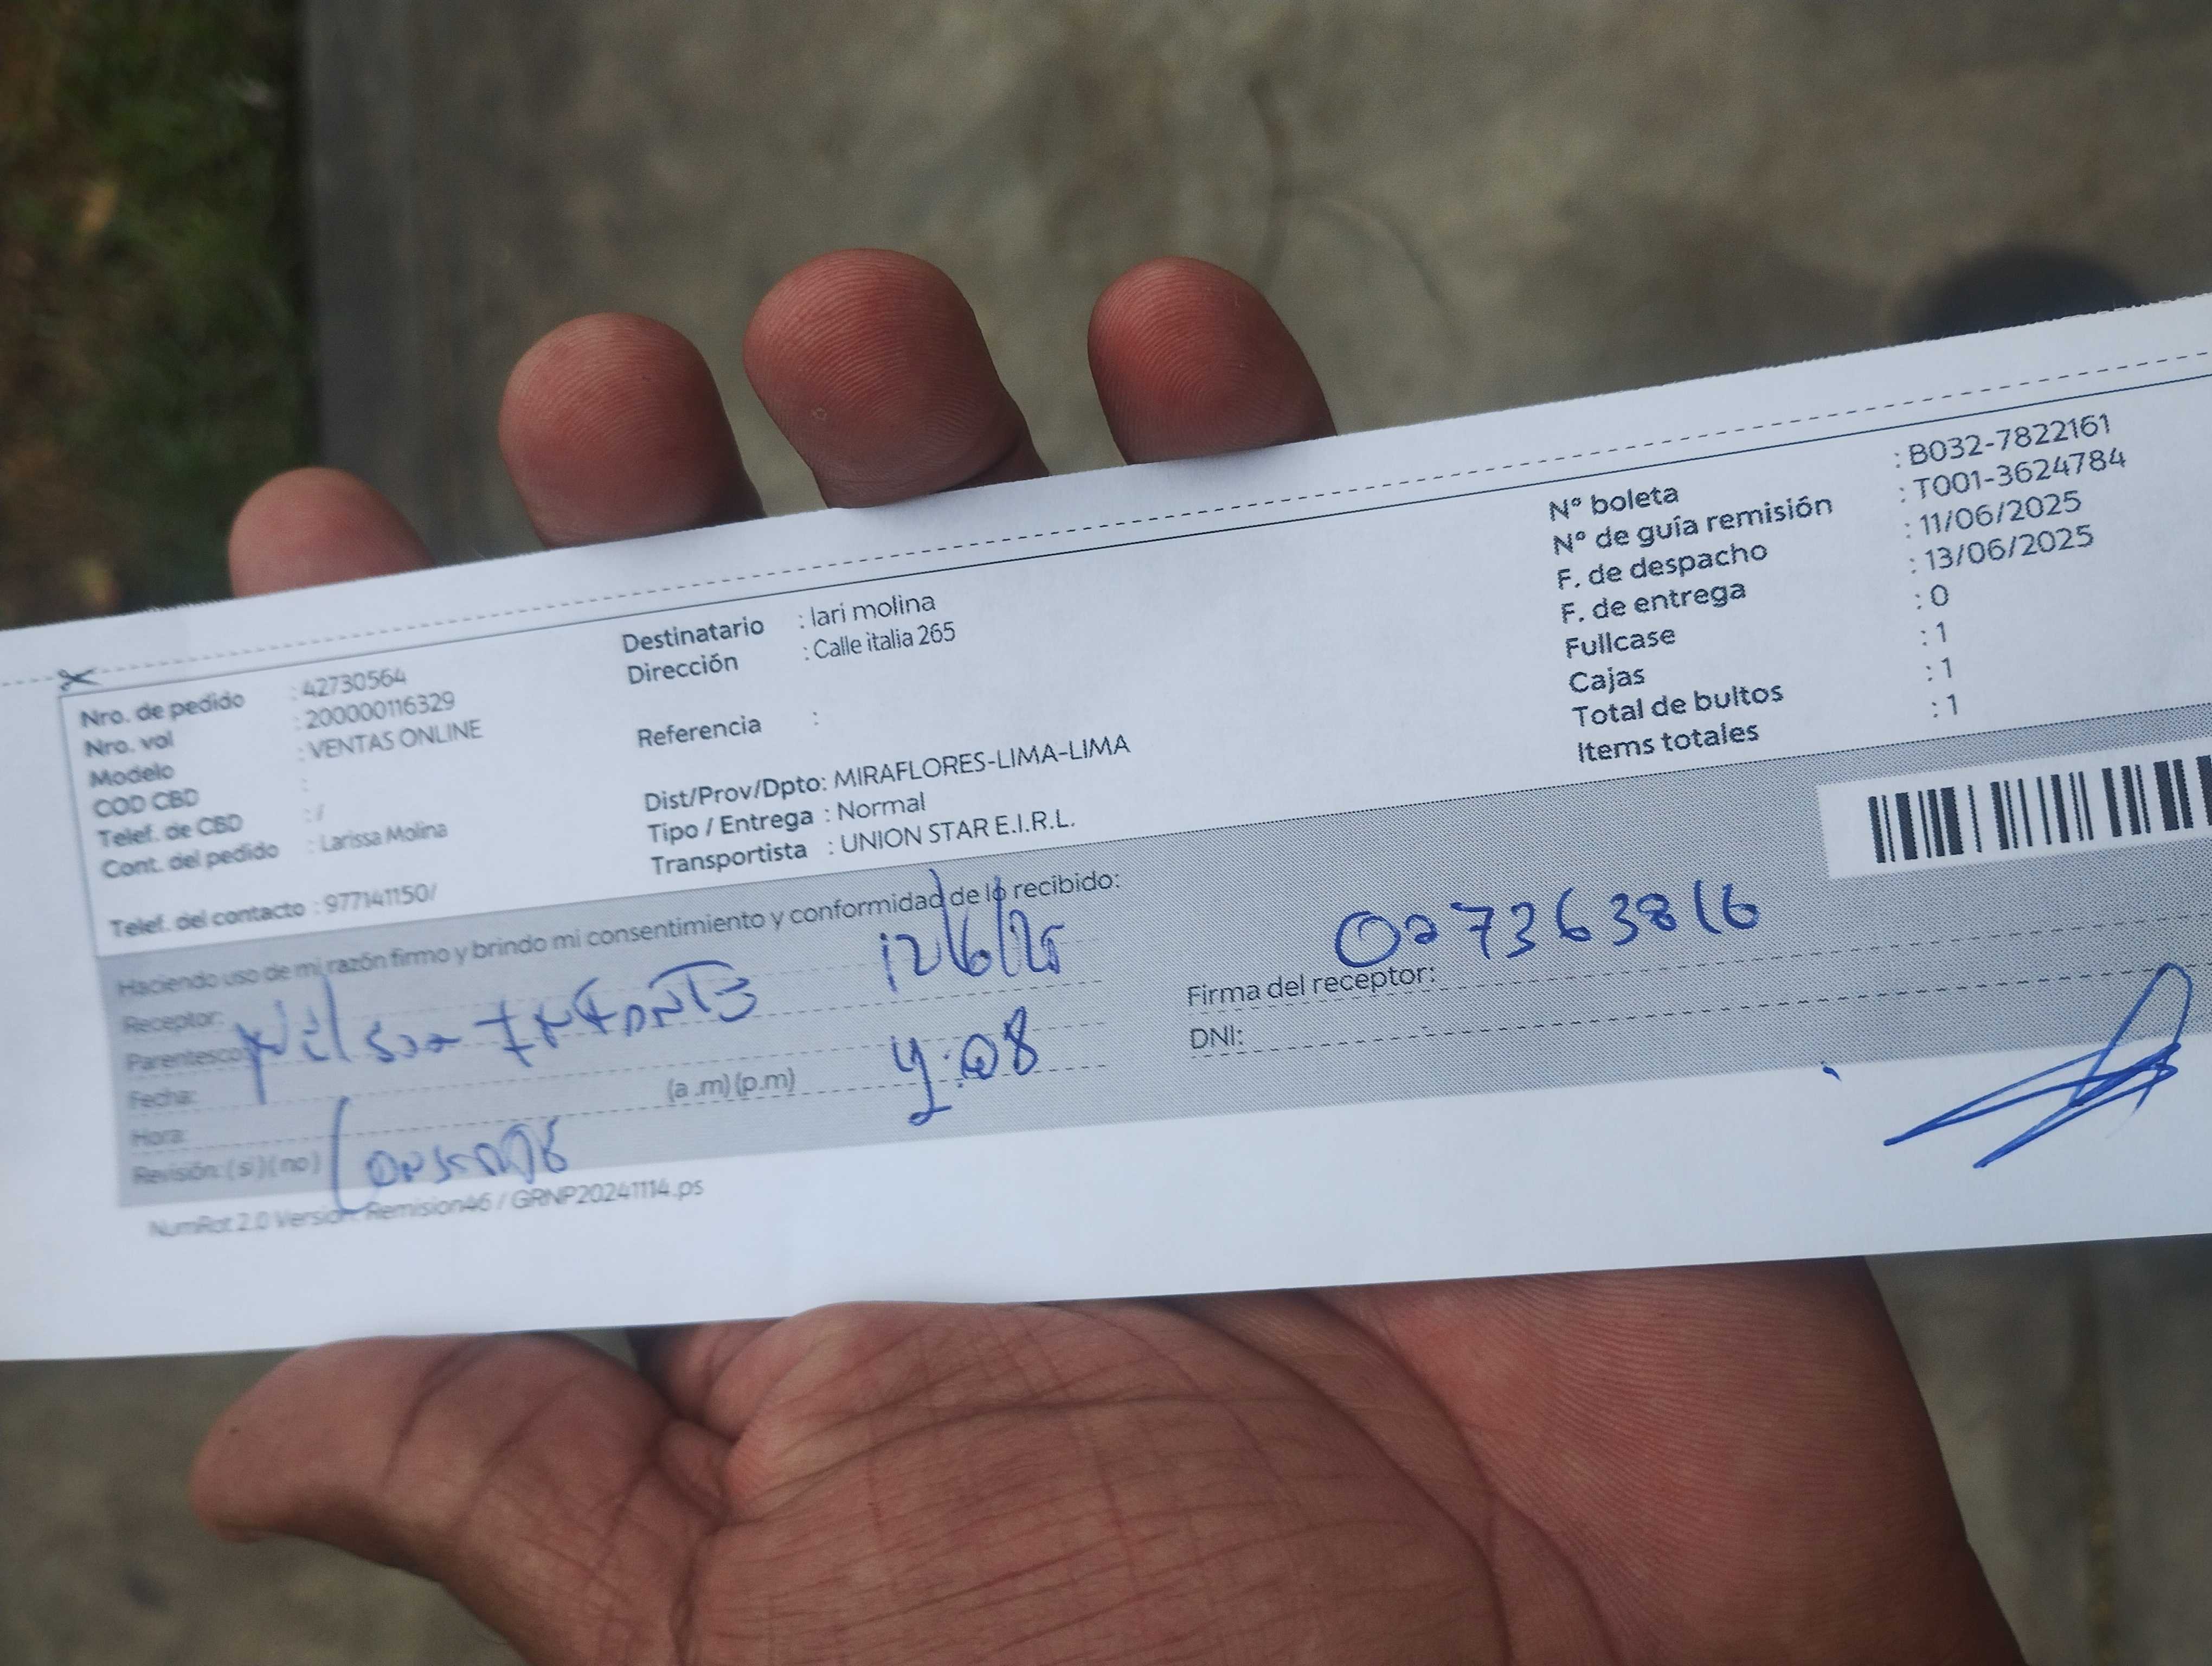 Nro. de pedido : 42730564
Nro. vol : 200000116329
Modelo : VENTAS ONLINE
COD CBD :
Telef. de CBD : /
Cont. del pedido : Larissa Molina
Telef. del contacto : 977141150/
Destinatario : lari molina
Dirección : Calle italia 265
Referencia :
Dist/Prov/Dpto: MIRAFLORES-LIMA-LIMA
Tipo / Entrega : Normal
Transportista : UNION STAR E.I.R.L.
N° boleta : B032-7822161
N° de guía remisión : T001-3624784
F. de despacho : 11/06/2025
F. de entrega : 13/06/2025
Fullcase : 0
Cajas : 1
Total de bultos : 1
Items totales : 1
Haciendo uso de mi razón firmo y brindo mi consentimiento y conformidad de lo recibido:
Receptor:
Parentesco:
12/6/25
Fecha:
Hora: (a .m) (p.m)
Revisión: ( si ) ( no )
Firma del receptor:
DNI:
NumRot 2.0 Version: Remision46 / GRNP20241114.ps